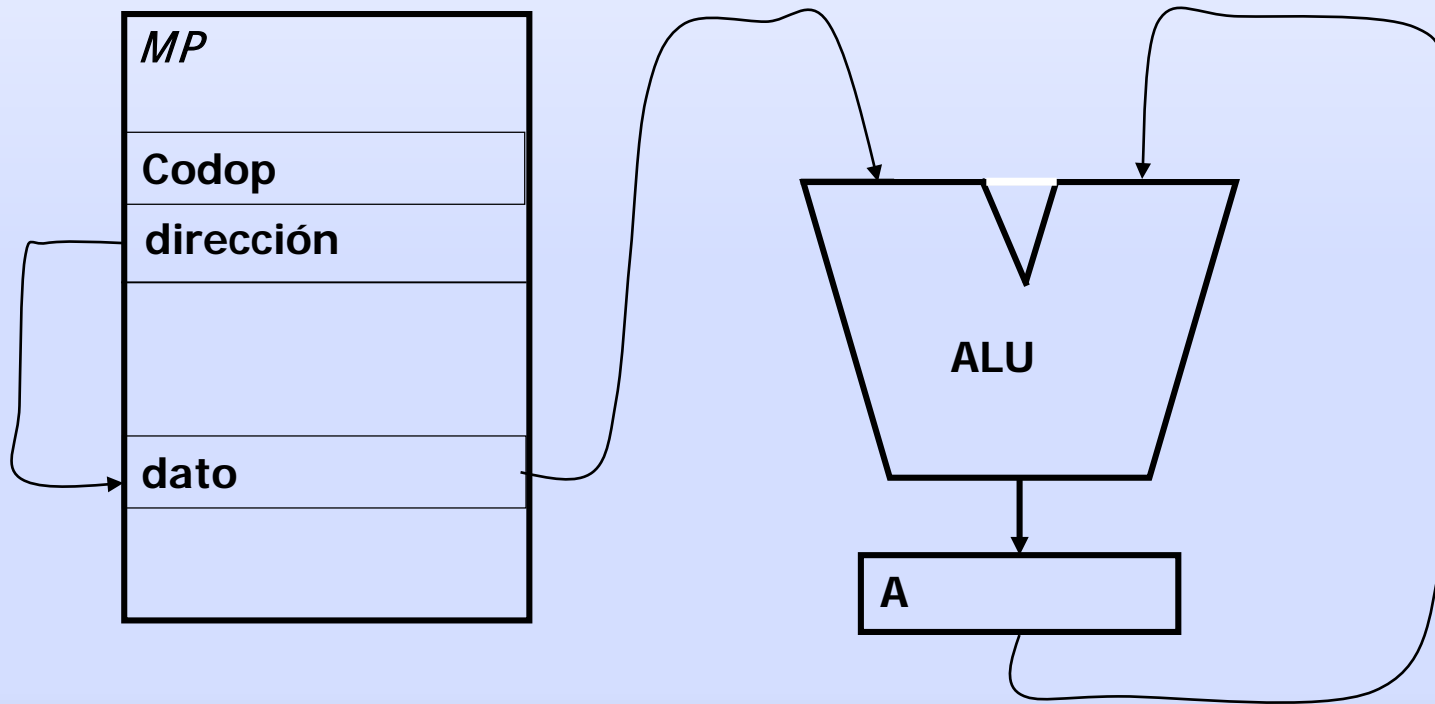 MP
Codop
dirección
dato
ALU
A